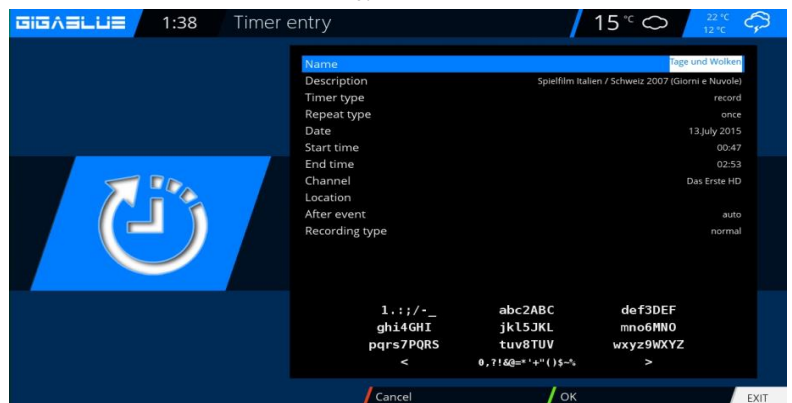 GIGABLUE 1:38 Timer entry 15 °C 22 °C
12 °C
Name Tage und Wolken
Description Spielfilm Italien / Schweiz 2007 (Giorni e Nuvole)
Timer type record
Repeat type once
Date 13.July 2015
Start time 00:47
End time 02:53
Channel Das Erste HD
Location
After event auto
Recording type normal
1.:;/-_ abc2ABC def3DEF
ghi4GHI jkl5JKL mno6MNO
pqrs7PQRS tuv8TUV wxyz9WXYZ
< 0,?!&@=*'+"()$~% >
Cancel OK EXIT